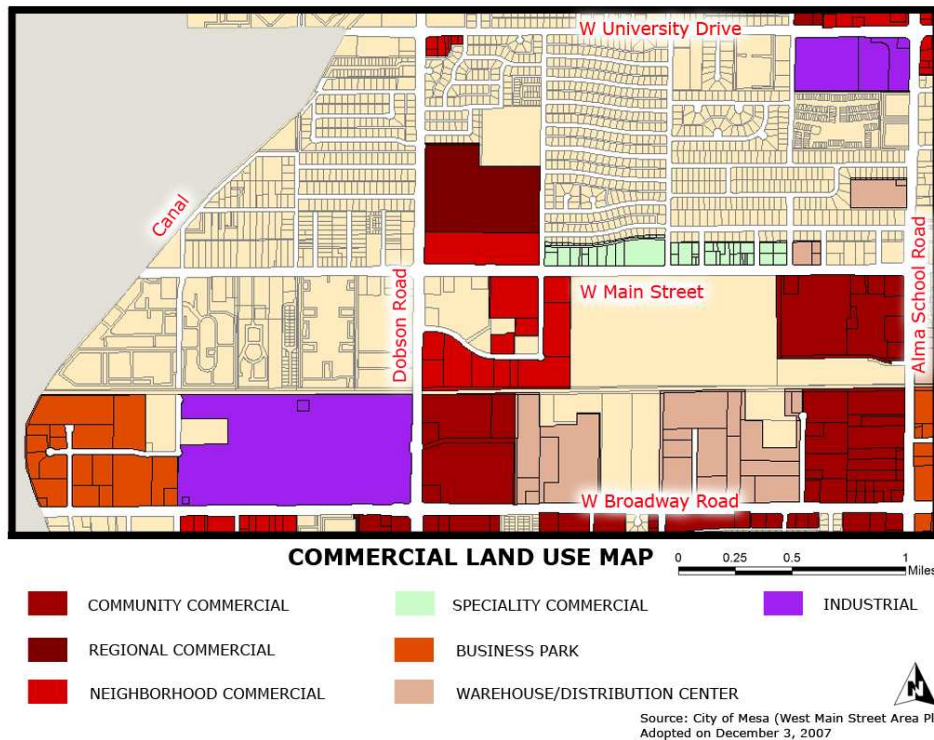 W University Drive
Canal
Dobson Road
W Main Street
Alma School Road
W Broadway Road
COMMERCIAL LAND USE MAP
0 0.25 0.5 1
Miles
COMMUNITY COMMERCIAL
SPECIALITY COMMERCIAL
INDUSTRIAL
REGIONAL COMMERCIAL
BUSINESS PARK
NEIGHBORHOOD COMMERCIAL
WAREHOUSE/DISTRIBUTION CENTER
N
Source: City of Mesa (West Main Street Area Pl
Adopted on December 3, 2007